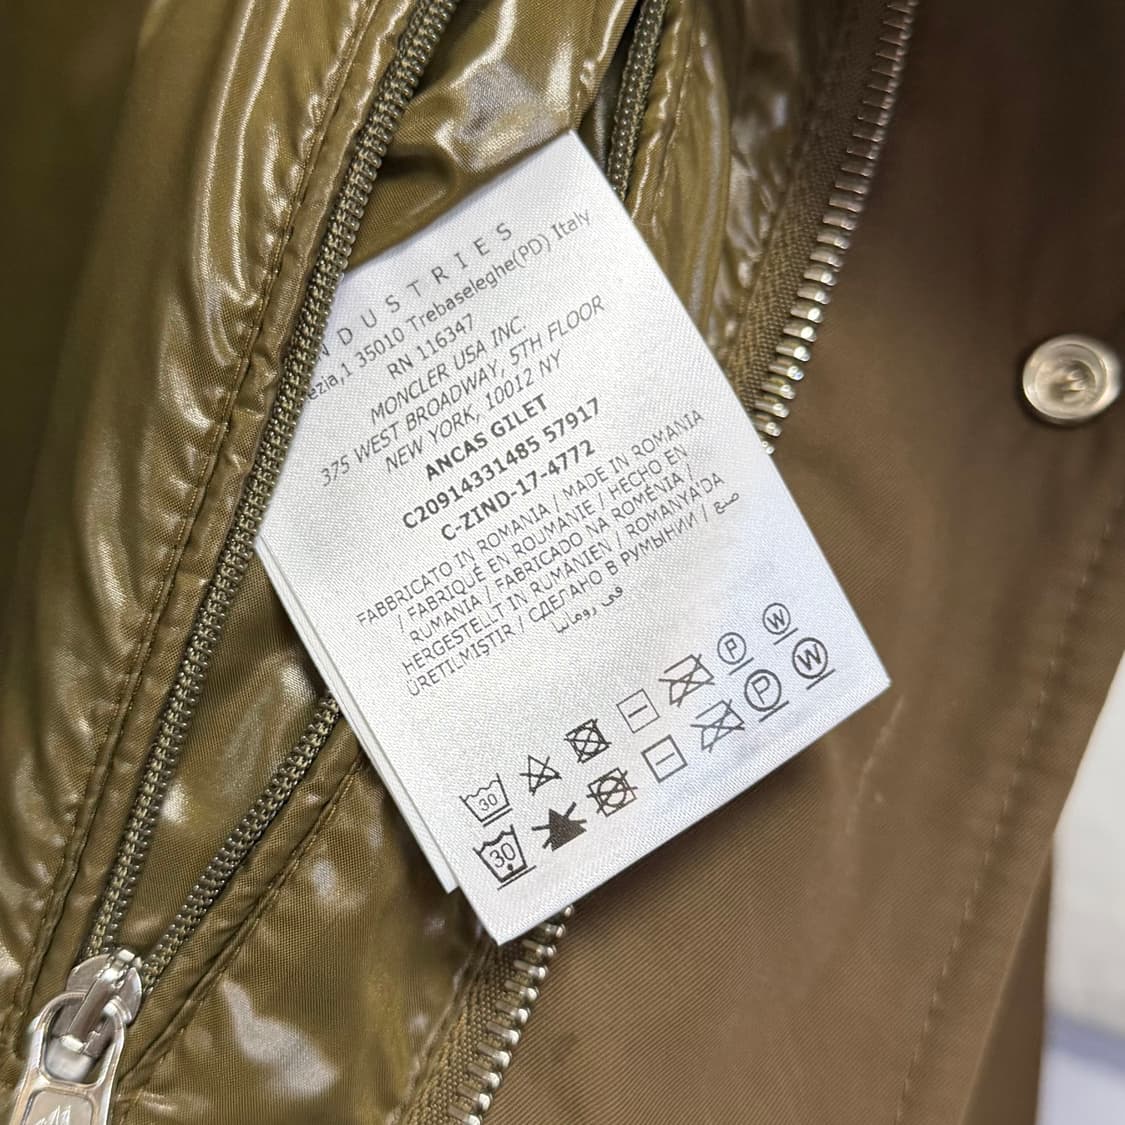 NDUSTRIES
ezia,1 35010 Trebaseleghe(PD) Italy
RN 116347
MONCLER USA INC.
375 WEST BROADWAY, 5TH FLOOR
NEW YORK, 10012 NY
ANCAS GILET
C20914331485 57917
C-ZIND-17-4772
FABBRICATO IN ROMANIA / MADE IN ROMANIA
/ FABRIQUÉ EN ROUMANIE / HECHO EN
RUMANIA / FABRICADO NA ROMÉNIA /
HERGESTELLT IN RUMÄNIEN / ROMANYA'DA
ÜRETILMIŞTIR / СДЕГАНО В РУМЫНИИ / صنع
في رومانيا
30 P W
30 P W